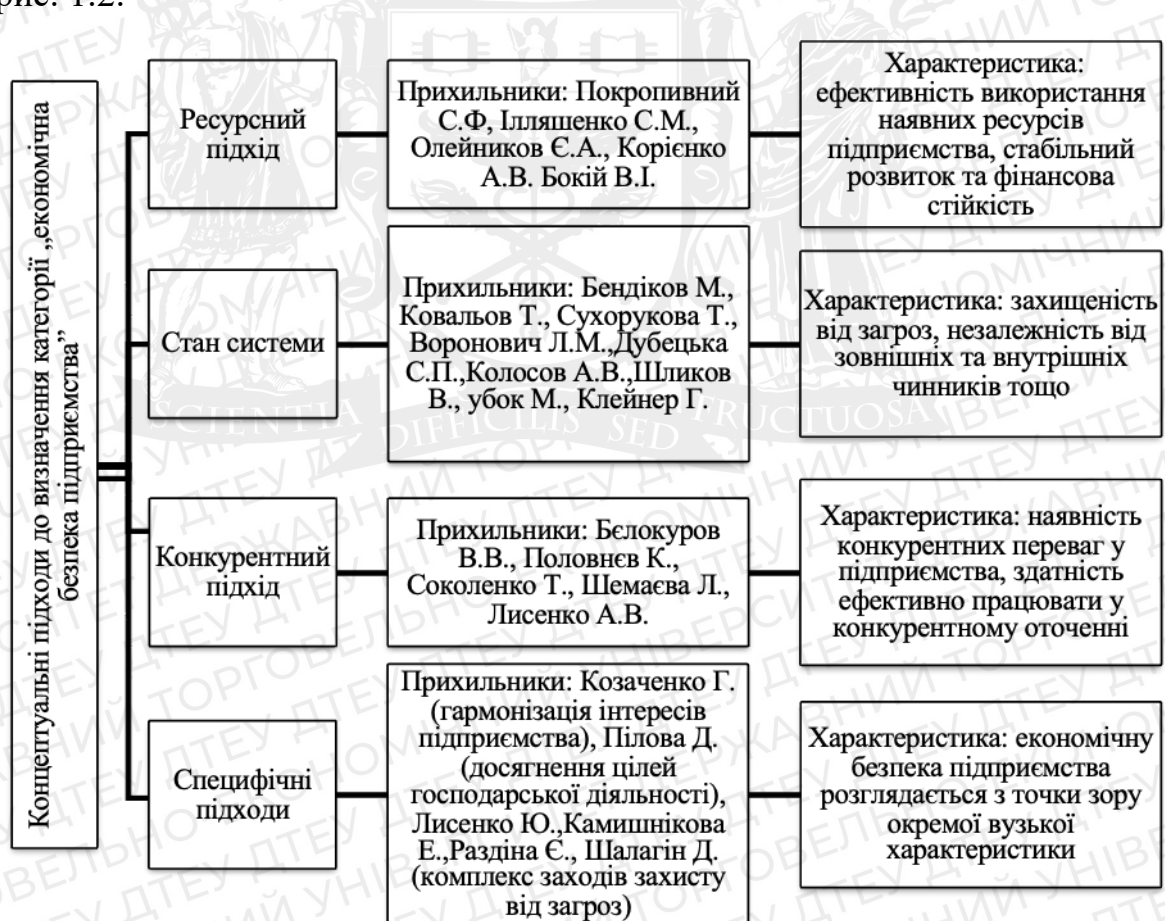 рис. 1.2.
Концептуальні підходи до визначення категорії „економічна
безпека підприємства”
Ресурсний
підхід
Прихильники: Покропивний
С.Ф, Ілляшенко С.М.,
Олейников Є.А., Корієнко
А.В. Бокій В.І.
Характеристика:
ефективність використання
наявних ресурсів
підприємства, стабільний
розвиток та фінансова
стійкість
Стан системи
Прихильники: Бендіков М.,
Ковальов Т., Сухорукова Т.,
Воронович Л.М.,Дубецька
С.П.,Колосов А.В.,Шликов
В., убок М., Клейнер Г.
Характеристика: захищеність
від загроз, незалежність від
зовнішніх та внутрішніх
чинників тощо
Конкурентний
підхід
Прихильники: Бєлокуров
В.В., Половнєв К.,
Соколенко Т., Шемаєва Л.,
Лисенко А.В.
Характеристика: наявність
конкурентних переваг у
підприємства, здатність
ефективно працювати у
конкурентному оточенні
Специфічні
підходи
Прихильники: Козаченко Г.
(гармонізація інтересів
підприємства), Пілова Д.
(досягнення цілей
господарської діяльності),
Лисенко Ю.,Камишнікова
Е.,Раздіна Є., Шалагін Д.
(комплекс заходів захисту
від загроз)
Характеристика: економічну
безпека підприємства
розглядається з точки зору
окремої вузької
характеристики
SCIENTIA DIFFICILIS SED FRUCTUOSA